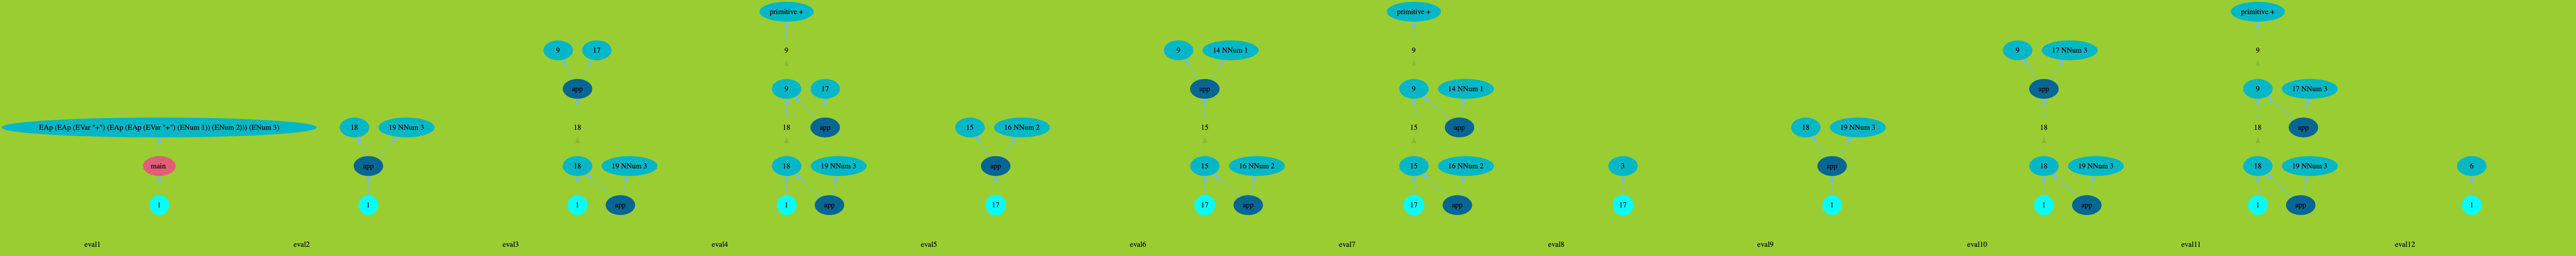 primitive +
primitive +
primitive +
9 17
9
9 14 NNum 1
9
9 17 NNum 3
9
app
9 17
app
9 14 NNum 1
app
9 17 NNum 3
EAp (EAp (EVar "+") (EAp (EAp (EVar "+") (ENum 1)) (ENum 2))) (ENum 3)
18 19 NNum 3
18
18 app
15 16 NNum 2
15
15 app
18 19 NNum 3
18
18 app
main
app
18 19 NNum 3
18 19 NNum 3
app
15 16 NNum 2
15 16 NNum 2
3
app
18 19 NNum 3
18 19 NNum 3
6
1
1
1 app
1 app
17
17 app
17 app
17
1
1 app
1 app
1
eval1
eval2
eval3
eval4
eval5
eval6
eval7
eval8
eval9
eval10
eval11
eval12